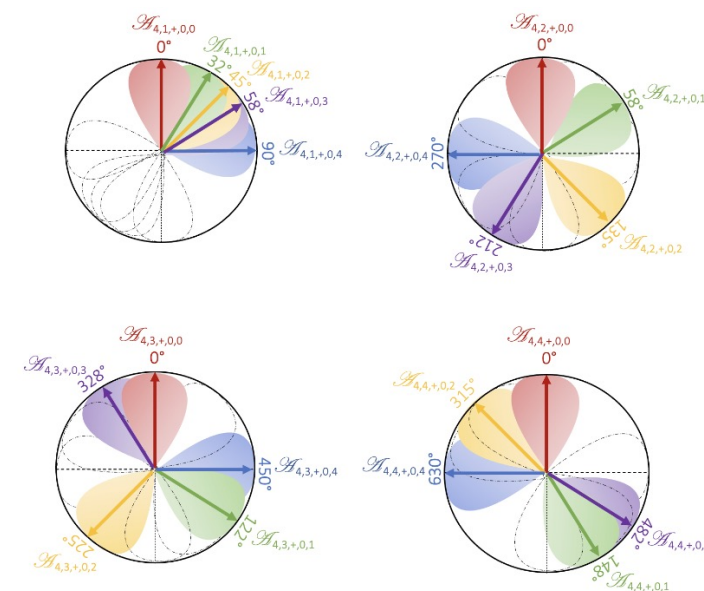 𝒜4,1,+,0,0
0°
𝒜4,1,+,0,1
32°
𝒜4,1,+,0,2
45°
𝒜4,1,+,0,3
58°
𝒜4,1,+,0,4
90°
𝒜4,2,+,0,0
0°
𝒜4,2,+,0,1
58°
𝒜4,2,+,0,4
270°
135°
𝒜4,2,+,0,2
212°
𝒜4,2,+,0,3
𝒜4,3,+,0,0
0°
𝒜4,3,+,0,3
328°
450°
𝒜4,3,+,0,4
122°
𝒜4,3,+,0,1
225°
𝒜4,3,+,0,2
𝒜4,4,+,0,0
0°
𝒜4,4,+,0,2
315°
𝒜4,4,+,0,4
630°
482°
𝒜4,4,+,0,
148°
𝒜4,4,+,0,1